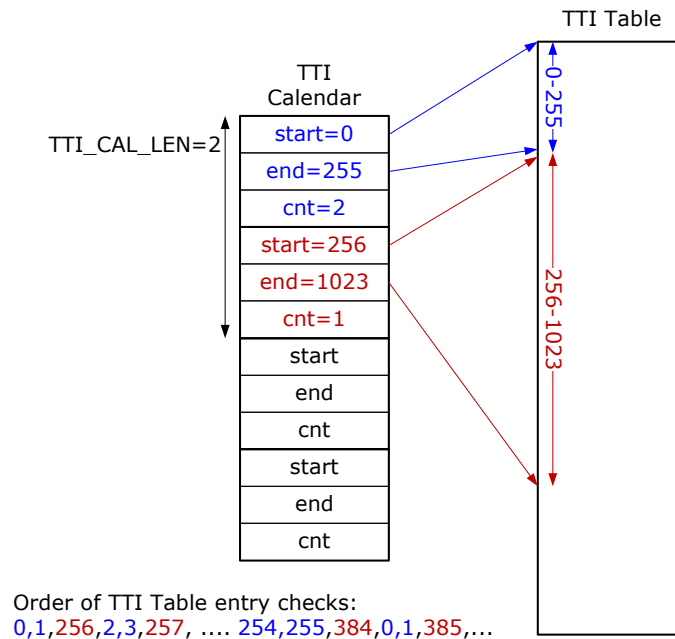 TTI Table
TTI
Calendar
TTI_CAL_LEN=2
start=0
end=255
cnt=2
start=256
end=1023
cnt=1
start
end
cnt
start
end
cnt
0-255
256-1023
Order of TTI Table entry checks:
0,1,256,2,3,257, .... 254,255,384,0,1,385,...